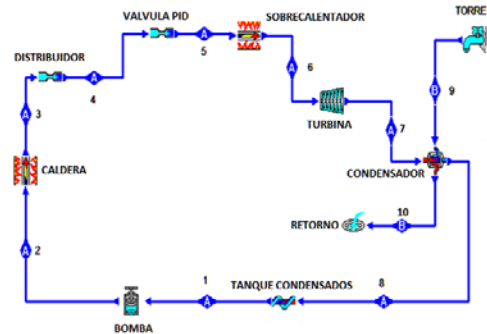 VALVULA PID
SOBRECALENTADOR
TORRE
5
DISTRIBUIDOR
A
A
6
B
9
3
4
A
A
TURBINA
A
7
CALDERA
CONDENSADOR
RETORNO
10
B
A
2
1
TANQUE CONDENSADOS
8
A
A
BOMBA